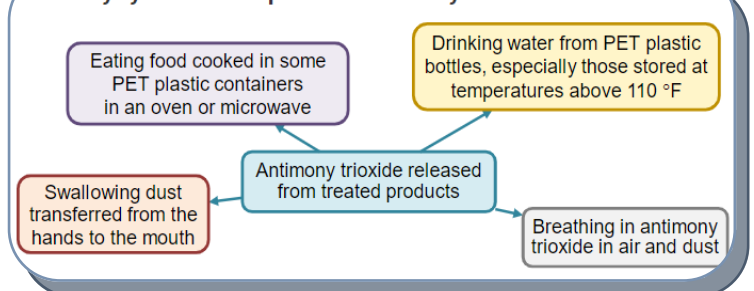 Eating food cooked in some
PET plastic containers
in an oven or microwave
Drinking water from PET plastic
bottles, especially those stored at
temperatures above 110 °F
Antimony trioxide released
from treated products
Swallowing dust
transferred from the
hands to the mouth
Breathing in antimony
trioxide in air and dust